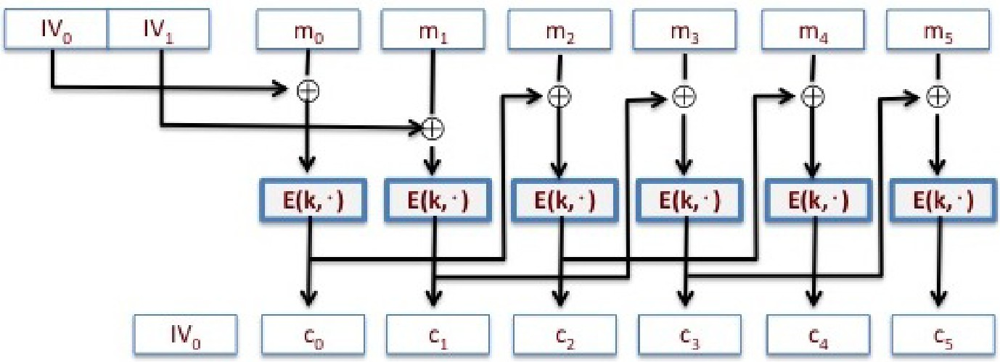 IV₀ IV₁ m₀ m₁ m₂ m₃ m₄ m₅
E(k,·) E(k,·) E(k,·) E(k,·) E(k,·) E(k,·)
IV₀ c₀ c₁ c₂ c₃ c₄ c₅